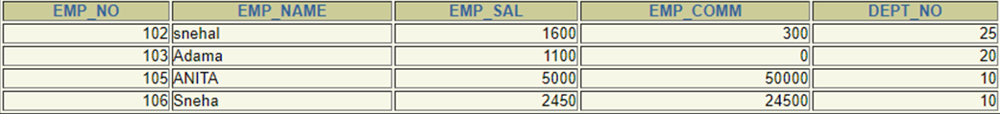 EMP_NO EMP_NAME EMP_SAL EMP_COMM DEPT_NO
102 snehal 1600 300 25
103 Adama 1100 0 20
105 ANITA 5000 50000 10
106 Sneha 2450 24500 10